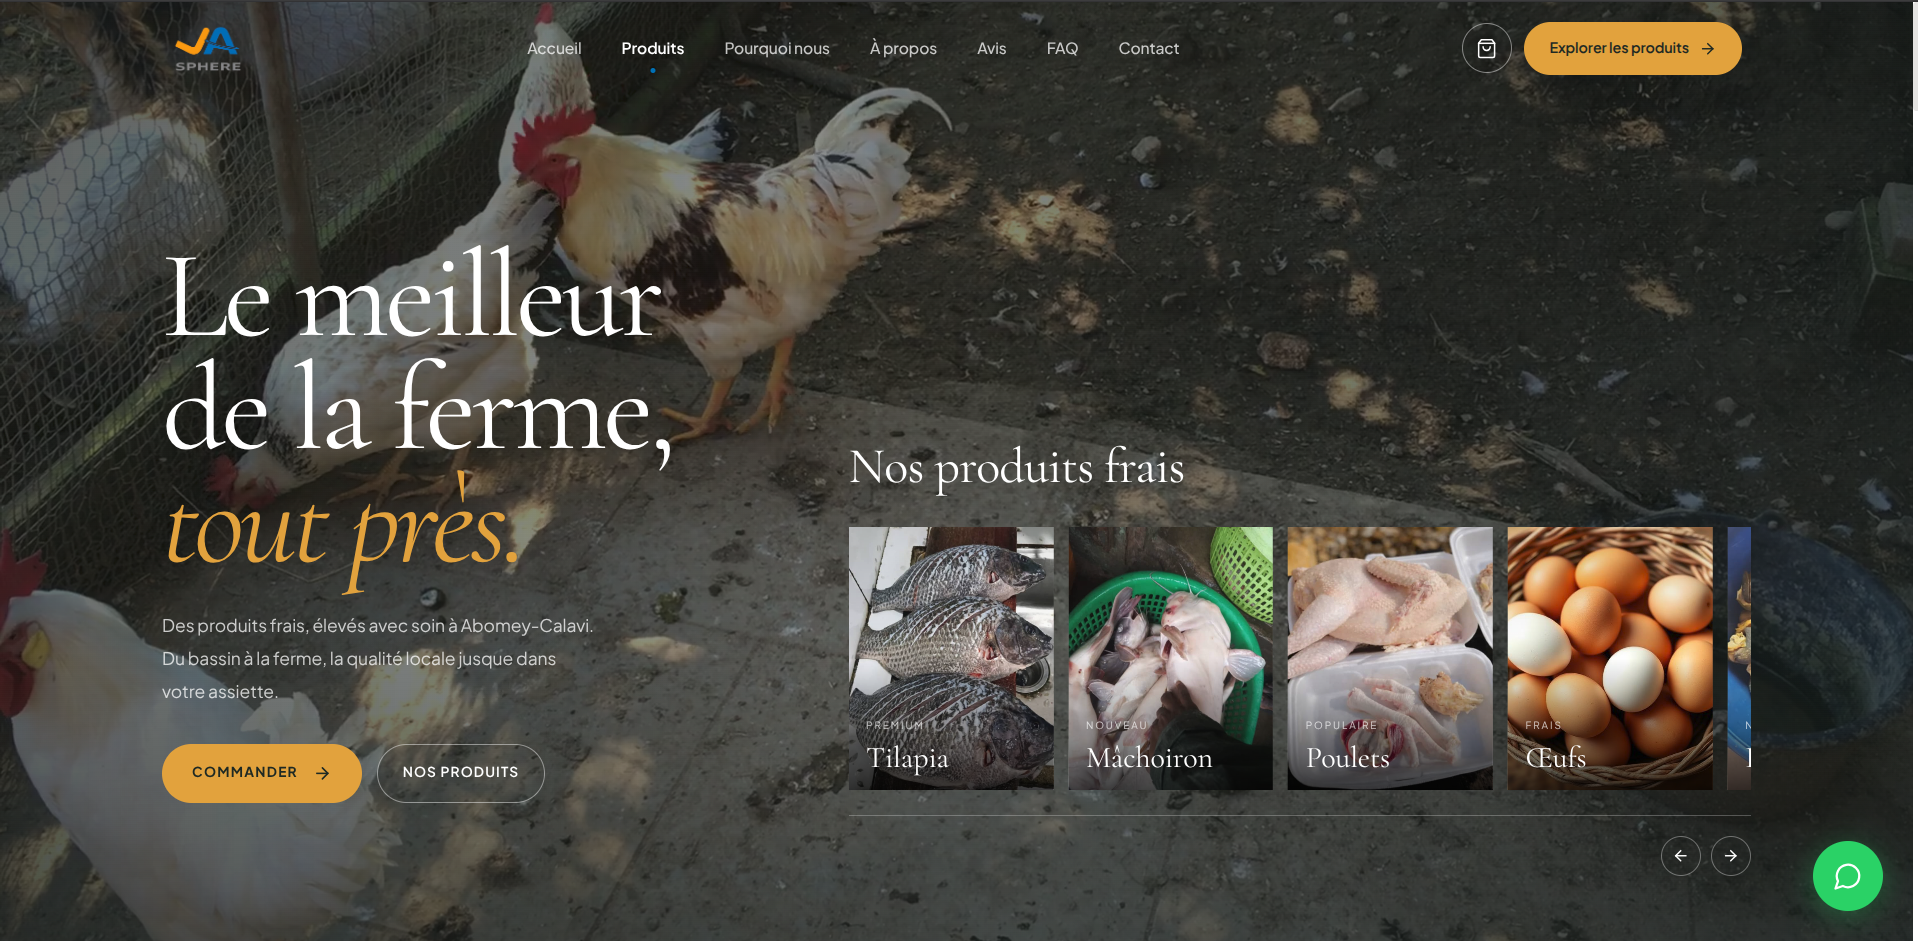 JA
SPHERE
Accueil
Produits
Pourquoi nous
À propos
Avis
FAQ
Contact
Explorer les produits
Le meilleur
de la ferme,
tout près.
Des produits frais, élevés avec soin à Abomey-Calavi.
Du bassin à la ferme, la qualité locale jusque dans
votre assiette.
COMMANDER
NOS PRODUITS
Nos produits frais
PREMIUM
Tilapia
NOUVEAU
Mâchoiron
POPULAIRE
Poulets
FRAIS
Œufs